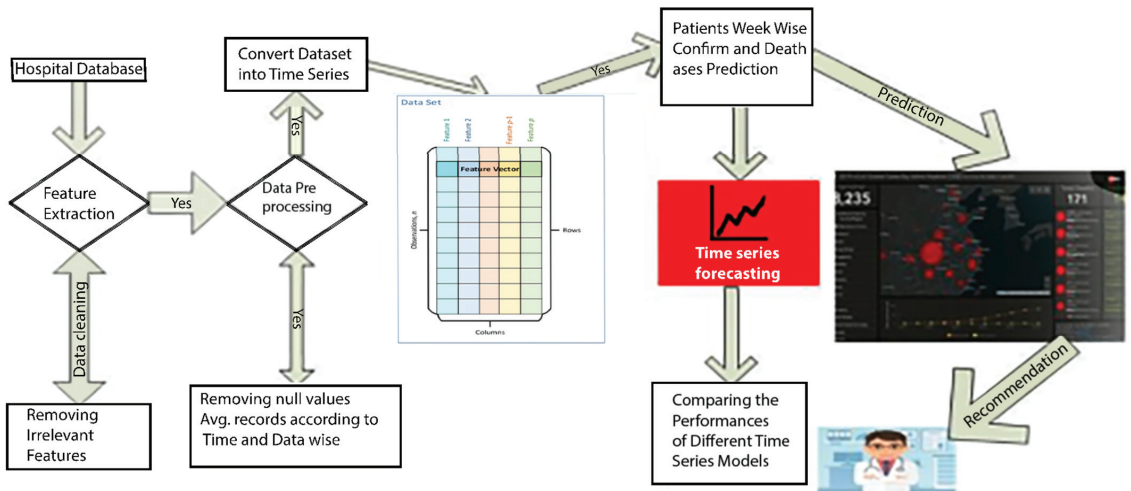 Hospital Database
Feature
Extraction
Yes
Data cleaning
Removing
Irrelevant
Features
Convert Dataset
into Time Series
Yes
Data Pre
processing
Yes
Removing null values
Avg. records according to
Time and Data wise
Data Set
Feature 1
Feature 2
Feature p-1
Feature p
Feature Vector
Observations, n
Rows
Columns
Yes
Patients Week Wise
Confirm and Death
ases Prediction
Prediction
Time series
forecasting
Comparing the
Performances
of Different Time
Series Models
,235
171
Recommendation